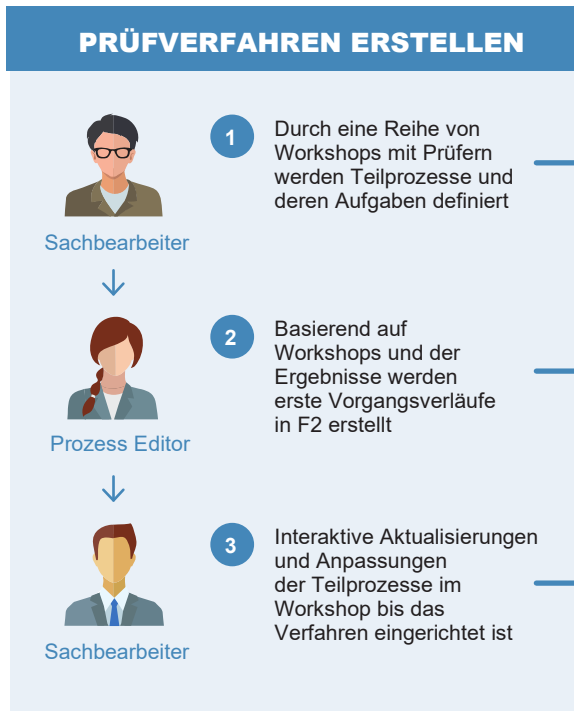 PRÜFVERFAHREN ERSTELLEN
1
Durch eine Reihe von
Workshops mit Prüfern
werden Teilprozesse und
deren Aufgaben definiert
Sachbearbeiter
2
Basierend auf
Workshops und der
Ergebnisse werden
erste Vorgangsverläufe
in F2 erstellt
Prozess Editor
3
Interaktive Aktualisierungen
und Anpassungen
der Teilprozesse im
Workshop bis das
Verfahren eingerichtet ist
Sachbearbeiter